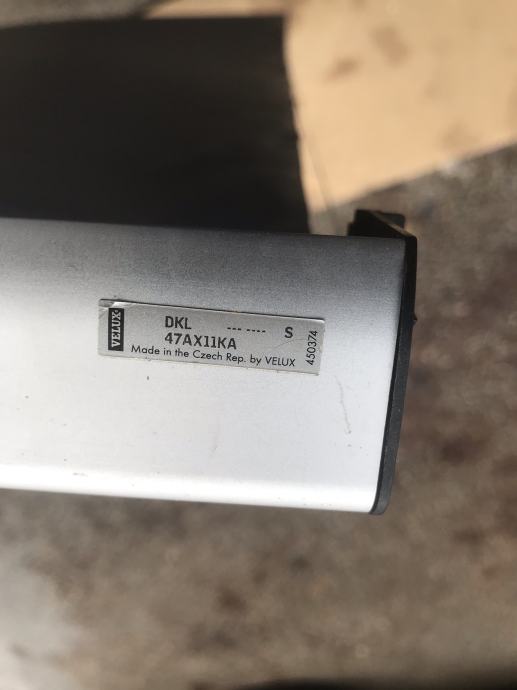 VELUX
DKL --- ---- S
47AX11KA
Made in the Czech Rep. by VELUX
450374